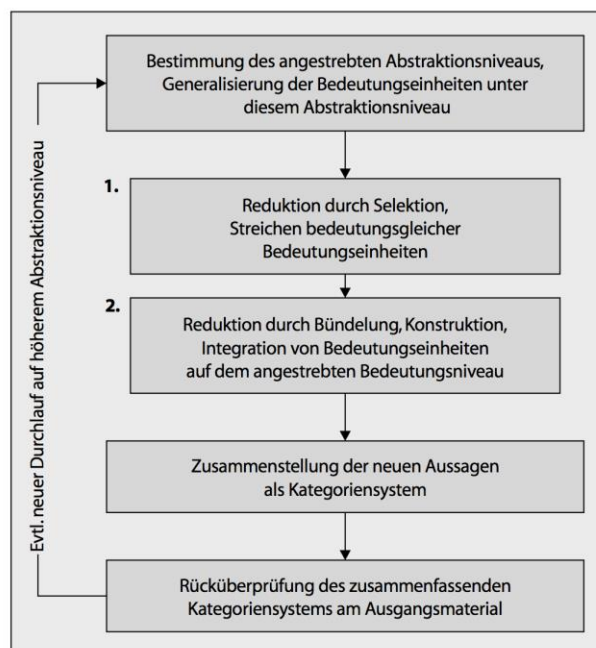 Bestimmung des angestrebten Abstraktionsniveaus,
Generalisierung der Bedeutungseinheiten unter
diesem Abstraktionsniveau
1.
Reduktion durch Selektion,
Streichen bedeutungsgleicher
Bedeutungseinheiten
2.
Reduktion durch Bündelung, Konstruktion,
Integration von Bedeutungseinheiten
auf dem angestrebten Bedeutungsniveau
Zusammenstellung der neuen Aussagen
als Kategoriensystem
Rücküberprüfung des zusammenfassenden
Kategoriensystems am Ausgangsmaterial
Evtl. neuer Durchlauf auf höherem Abstraktionsniveau